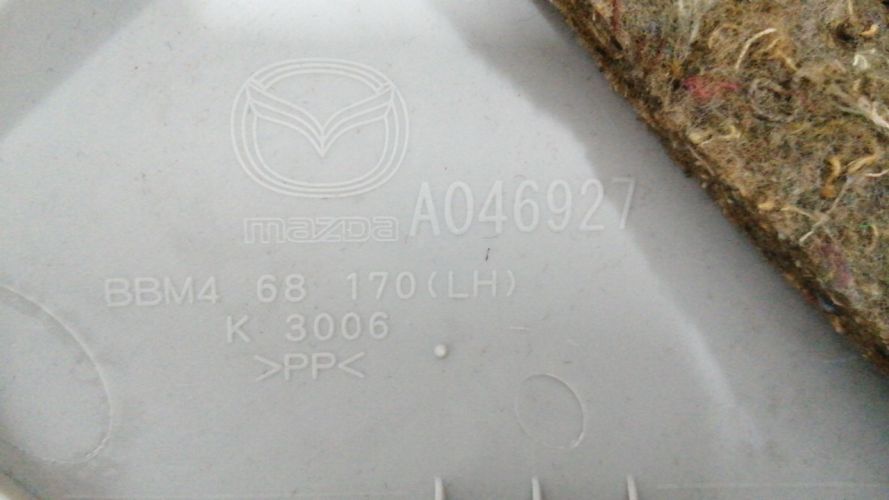 mazda A046927
BBM4 68 170(LH)
K 3006
>PP<